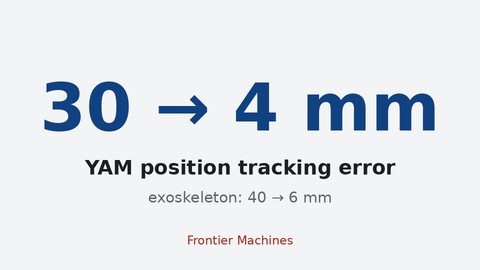 30 → 4 mm
YAM position tracking error
exoskeleton: 40 → 6 mm
Frontier Machines